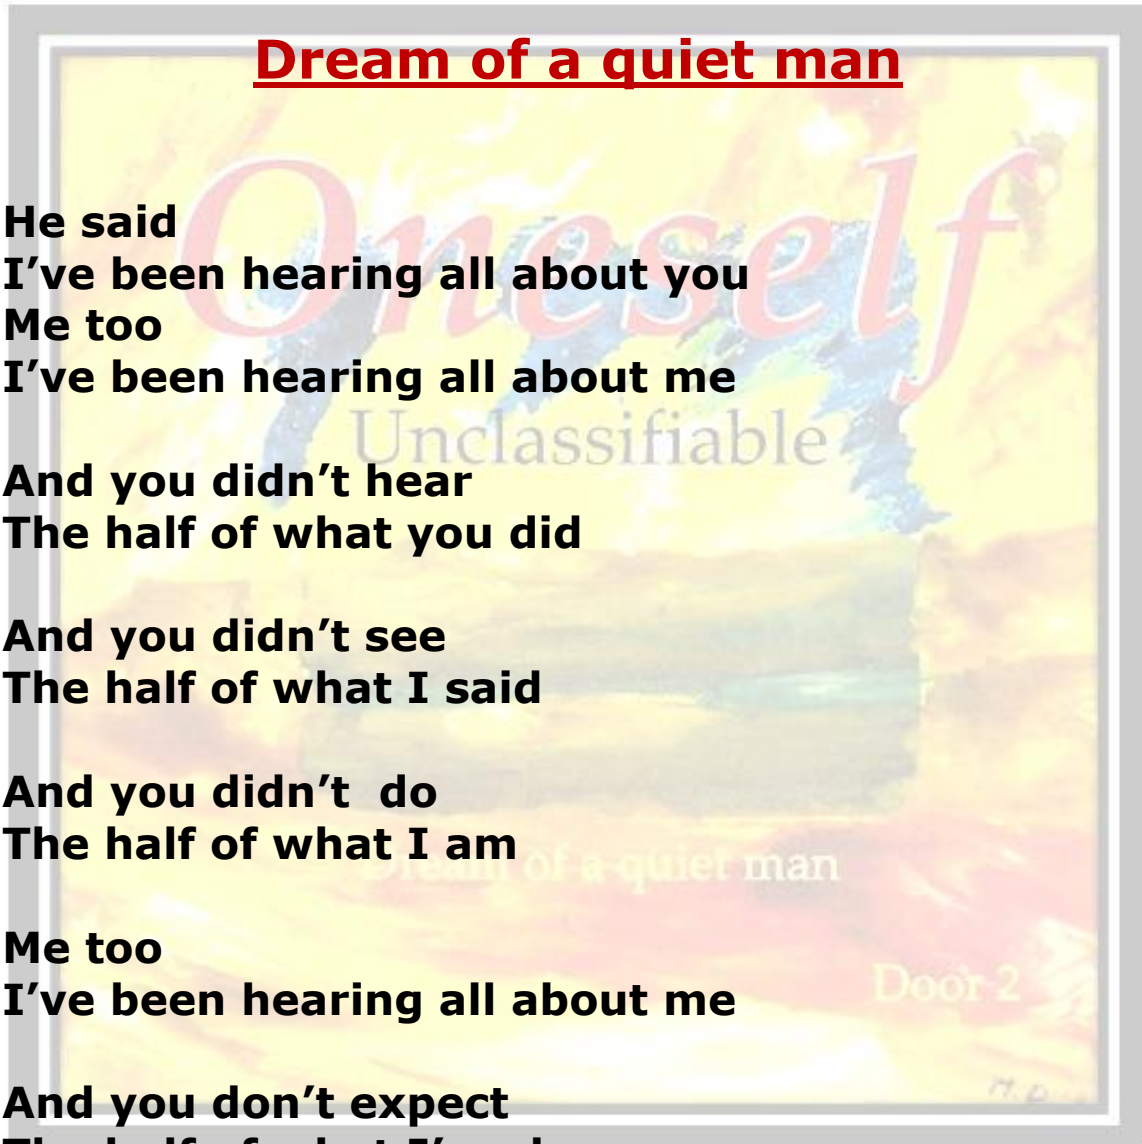 Dream of a quiet man
Oneself
He said
I’ve been hearing all about you
Me too
I’ve been hearing all about me
Unclassifiable
And you didn’t hear
The half of what you did
And you didn’t see
The half of what I said
And you didn’t  do
The half of what I am
Dream of a quiet man
Me too
I’ve been hearing all about me
Door 2
And you don’t expect